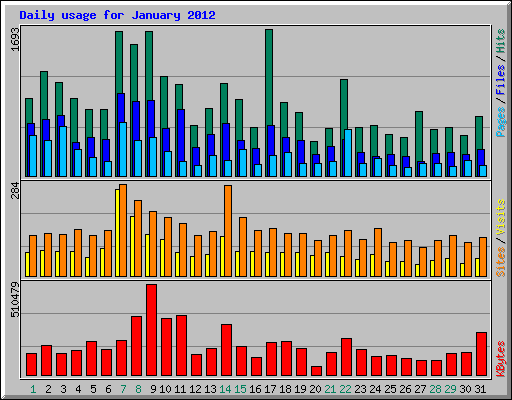 Daily usage for January 2012
1693
Pages / Files / Hits
284
Sites / Visits
510479
KBytes
1 2 3 4 5 6 7 8 9 10 11 12 13 14 15 16 17 18 19 20 21 22 23 24 25 26 27 28 29 30 31